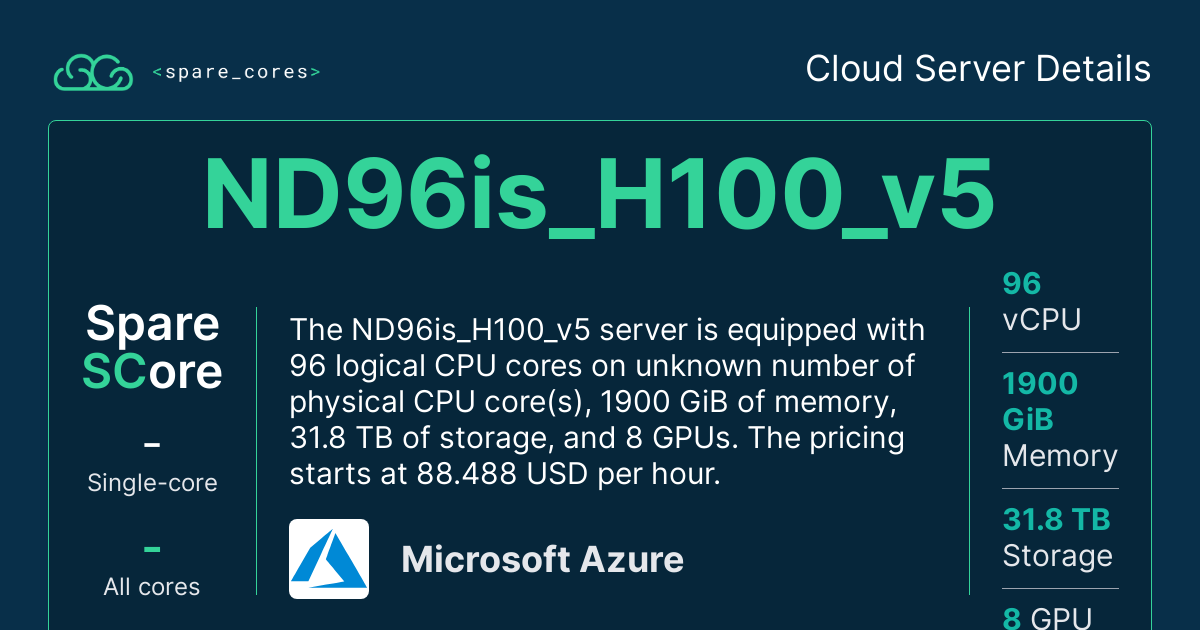 <spare_cores>
Cloud Server Details
ND96is_H100_v5
Spare
SCore
–
Single-core
–
All cores
The ND96is_H100_v5 server is equipped with
96 logical CPU cores on unknown number of
physical CPU core(s), 1900 GiB of memory,
31.8 TB of storage, and 8 GPUs. The pricing
starts at 88.488 USD per hour.
Microsoft Azure
96
vCPU
1900
GiB
Memory
31.8 TB
Storage
8 GPU